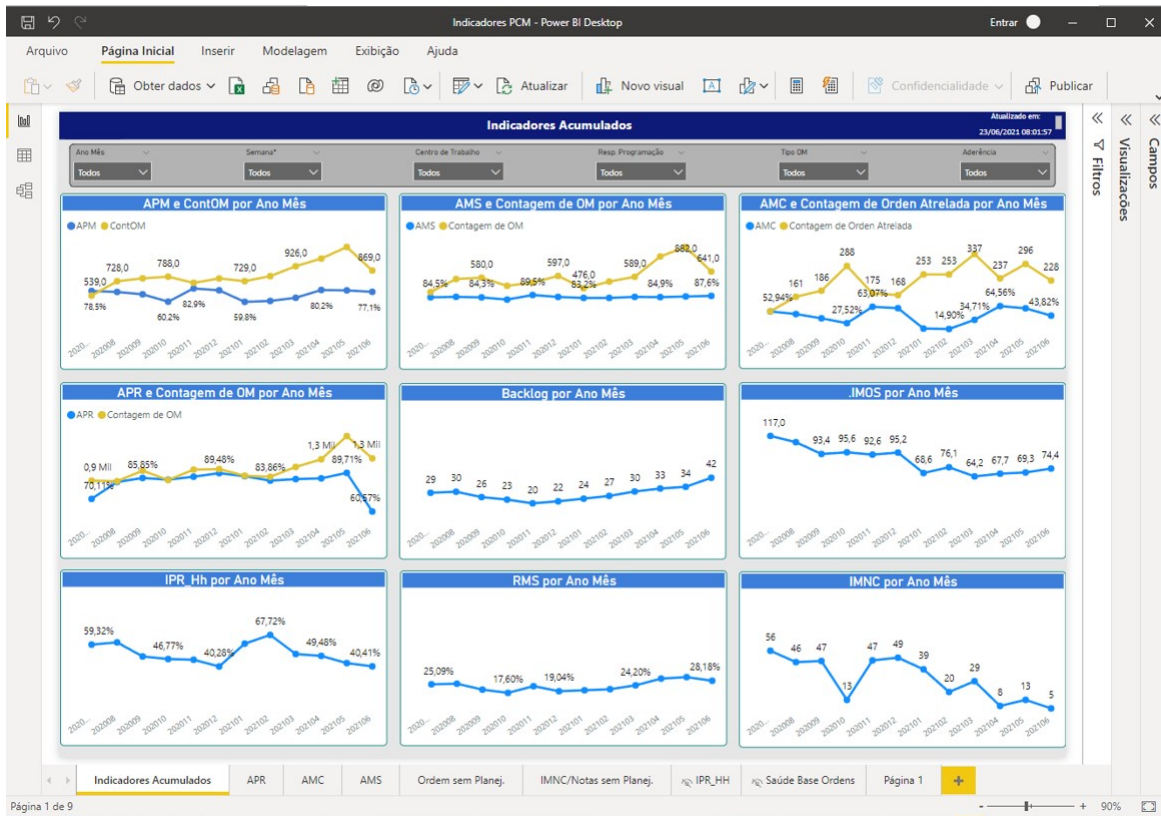 Indicadores PCM - Power BI Desktop
Entrar
Arquivo Página Inicial Inserir Modelagem Exibição Ajuda
Obter dados Atualizar Novo visual Confidencialidade Publicar
Indicadores Acumulados
Atualizado em:
23/06/2021 08:01:57
Ano Mês Semana* Centro de Trabalho Resp. Programação Tipo OM Aderência
Todos Todos Todos Todos Todos Todos
Filtros
Visualizações
Campos
APM e ContOM por Ano Mês
APM ContOM
539,0 728,0 788,0 729,0 926,0 869,0
78,5% 60.2% 82.9% 59,8% 80,2% 77,1%
2020... 202008 202009 202010 202011 202012 202101 202102 202103 202104 202105 202106
AMS e Contagem de OM por Ano Mês
AMS Contagem de OM
580,0 597,0 476,0 589,0 882,0 641,0
84,5% 84,3% 89,5% 83,2% 84,9% 87,6%
2020... 202008 202009 202010 202011 202012 202101 202102 202103 202104 202105 202106
AMC e Contagem de Orden Atrelada por Ano Mês
AMC Contagem de Orden Atrelada
161 186 288 175 168 253 253 337 237 296 228
52,94% 27,52% 63,07% 14,90% 34,71% 64,56% 43,82%
2020... 202008 202009 202010 202011 202012 202101 202102 202103 202104 202105 202106
APR e Contagem de OM por Ano Mês
APR Contagem de OM
0,9 Mil 1,3 Mil 1,3 Mil
70,11% 85,85% 89,48% 83,86% 89,71% 60,57%
2020... 202008 202009 202010 202011 202012 202101 202102 202103 202104 202105 202106
Backlog por Ano Mês
29 30 26 23 20 22 24 27 30 33 34 42
2020... 202008 202009 202010 202011 202012 202101 202102 202103 202104 202105 202106
.IMOS por Ano Mês
117,0 93,4 95,6 92,6 95,2 68,6 76,1 64,2 67,7 69,3 74,4
2020... 202008 202009 202010 202011 202012 202101 202102 202103 202104 202105 202106
IPR_Hh por Ano Mês
59,32% 46,77% 40,28% 67,72% 49,48% 40,41%
2020... 202008 202009 202010 202011 202012 202101 202102 202103 202104 202105 202106
RMS por Ano Mês
25,09% 17,60% 19,04% 24,20% 28,18%
2020... 202008 202009 202010 202011 202012 202101 202102 202103 202104 202105 202106
IMNC por Ano Mês
56 46 47 13 47 49 39 20 29 8 13 5
2020... 202008 202009 202010 202011 202012 202101 202102 202103 202104 202105 202106
Indicadores Acumulados APR AMC AMS Ordem sem Planej. IMNC/Notas sem Planej. IPR_HH Saúde Base Ordens Página 1 +
Página 1 de 9
- + 90%